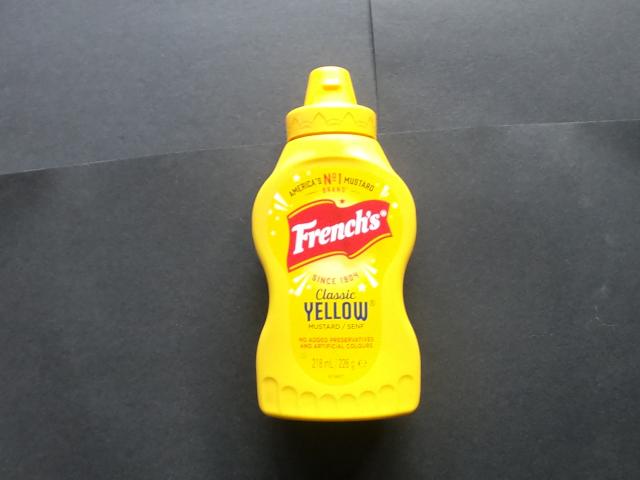 AMERICA'S Nº1 MUSTARD
BRAND
French's®
SINCE 1904
Classic
YELLOW®
MUSTARD / SENF
NO ADDED PRESERVATIVES
AND ARTIFICIAL COLOURS
218 mL / 226 g ℮